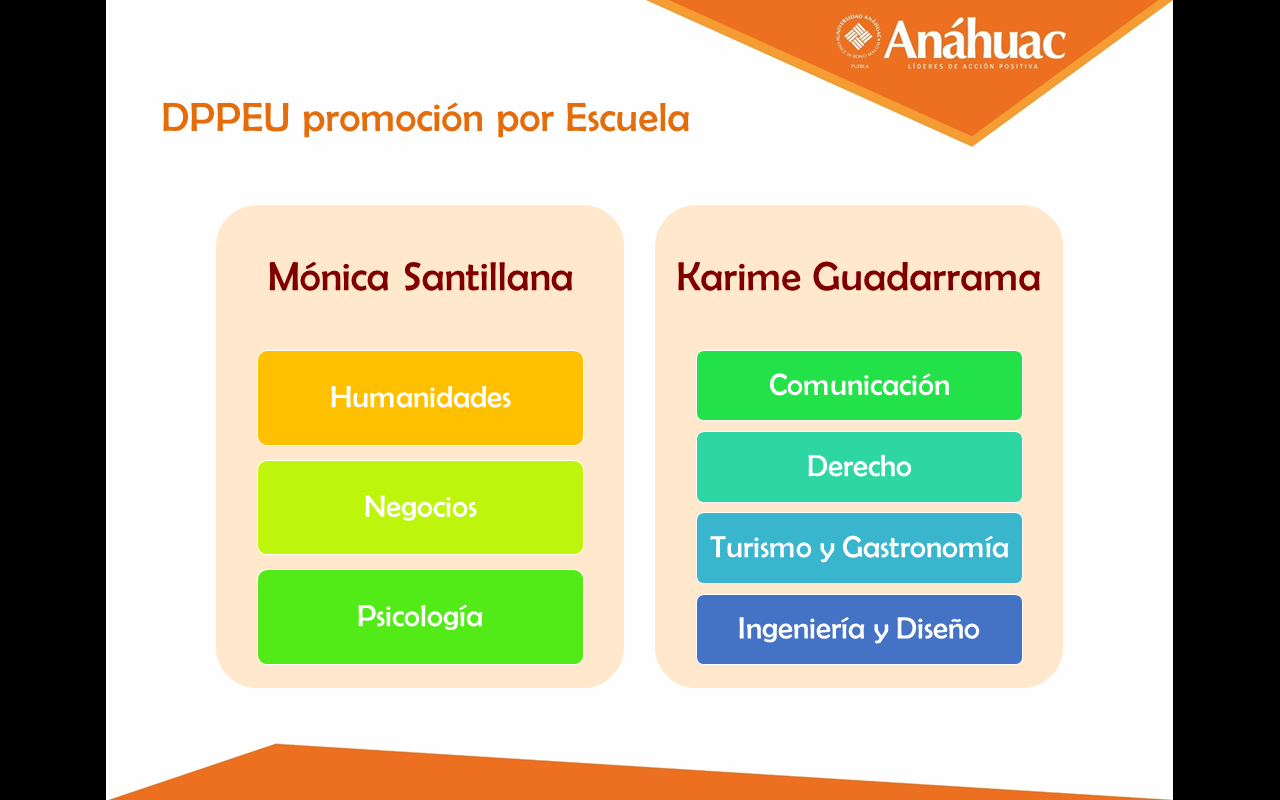 Anáhuac
LÍDERES DE ACCIÓN POSITIVA
PUEBLA
DPPEU promoción por Escuela
Mónica Santillana
Humanidades
Negocios
Psicología
Karime Guadarrama
Comunicación
Derecho
Turismo y Gastronomía
Ingeniería y Diseño